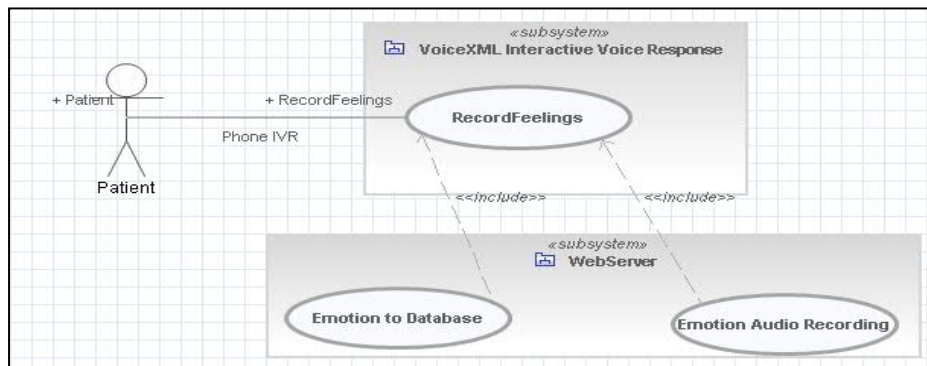 «subsystem»
VoiceXML Interactive Voice Response
+ Patient
+ RecordFeelings
RecordFeelings
Phone IVR
Patient
<<include>>
<<include>>
«subsystem»
WebServer
Emotion to Database
Emotion Audio Recording